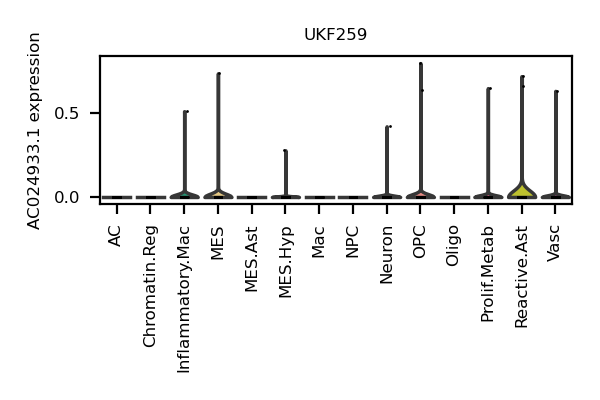 UKF259
AC024933.1 expression
0.5
0.0
AC
Chromatin.Reg
Inflammatory.Mac
MES
MES.Ast
MES.Hyp
Mac
NPC
Neuron
OPC
Oligo
Prolif.Metab
Reactive.Ast
Vasc